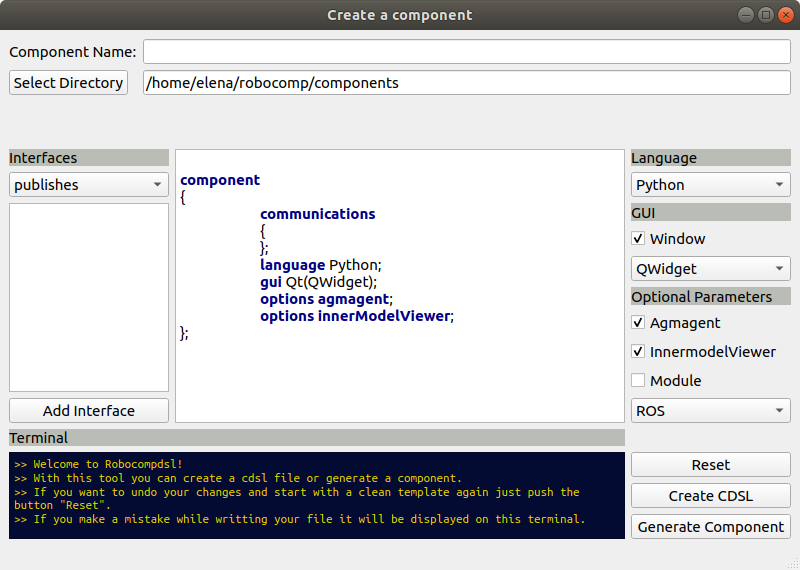 Create a component
Component Name:
Select Directory
/home/elena/robocomp/components
Interfaces
publishes
Add Interface
component
{
communications
{
};
language Python;
gui Qt(QWidget);
options agmagent;
options innerModelViewer;
};
Language
Python
GUI
Window
QWidget
Optional Parameters
Agmagent
InnermodelViewer
Module
ROS
Terminal
>> Welcome to Robocompdsl!
>> With this tool you can create a cdsl file or generate a component.
>> If you want to undo your changes and start with a clean template again just push the
button "Reset".
>> If you make a mistake while writting your file it will be displayed on this terminal.
Reset
Create CDSL
Generate Component